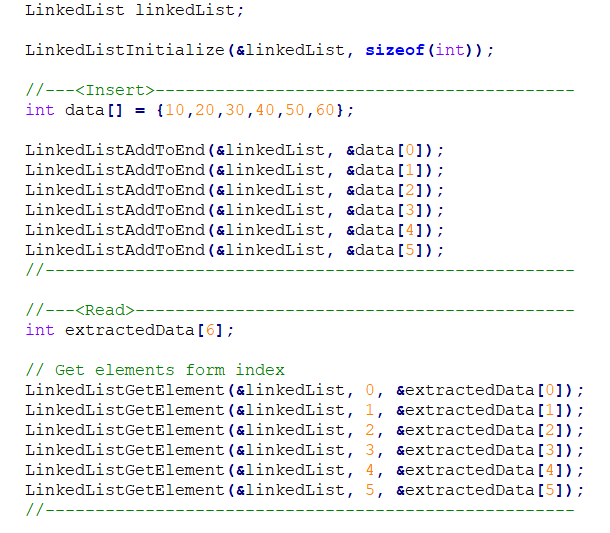 LinkedList linkedList;
LinkedListInitialize(&linkedList, sizeof(int));
//---<Insert>------------------------------------------
int data[] = {10,20,30,40,50,60};
LinkedListAddToEnd(&linkedList, &data[0]);
LinkedListAddToEnd(&linkedList, &data[1]);
LinkedListAddToEnd(&linkedList, &data[2]);
LinkedListAddToEnd(&linkedList, &data[3]);
LinkedListAddToEnd(&linkedList, &data[4]);
LinkedListAddToEnd(&linkedList, &data[5]);
//-----------------------------------------------------
//---<Read>--------------------------------------------
int extractedData[6];
// Get elements form index
LinkedListGetElement(&linkedList, 0, &extractedData[0]);
LinkedListGetElement(&linkedList, 1, &extractedData[1]);
LinkedListGetElement(&linkedList, 2, &extractedData[2]);
LinkedListGetElement(&linkedList, 3, &extractedData[3]);
LinkedListGetElement(&linkedList, 4, &extractedData[4]);
LinkedListGetElement(&linkedList, 5, &extractedData[5]);
//-----------------------------------------------------